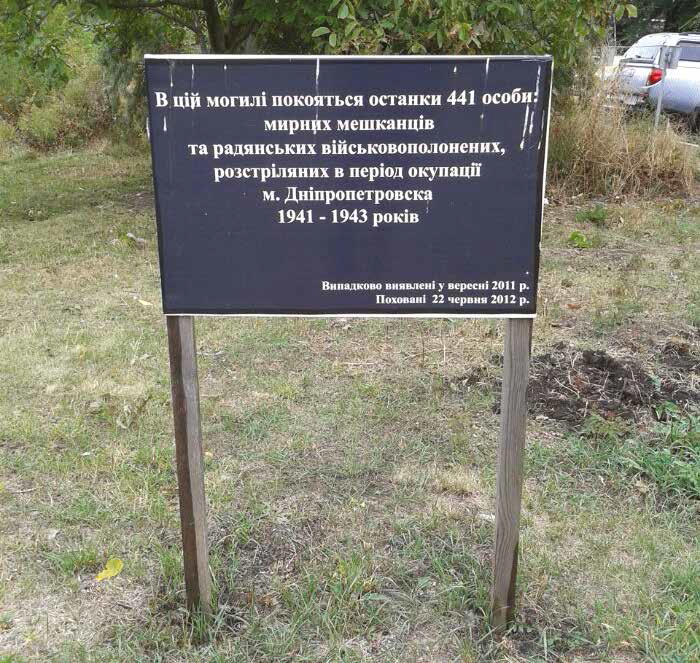 В цій могилі покояться останки 441 особи:
мирних мешканців
та радянських військовополонених,
розстріляних в період окупації
м. Дніпропетровска
1941 - 1943 років
Випадково виявлені у вересні 2011 р.
Поховані 22 червня 2012 р.